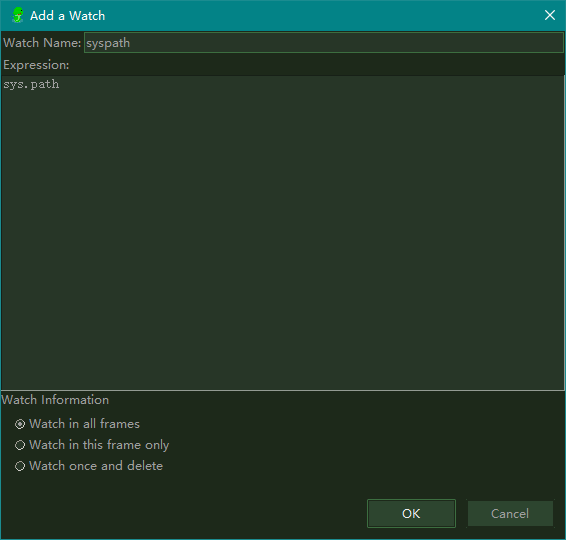 Add a Watch
Watch Name: syspath
Expression:
sys.path
Watch Information
Watch in all frames
Watch in this frame only
Watch once and delete
OK Cancel